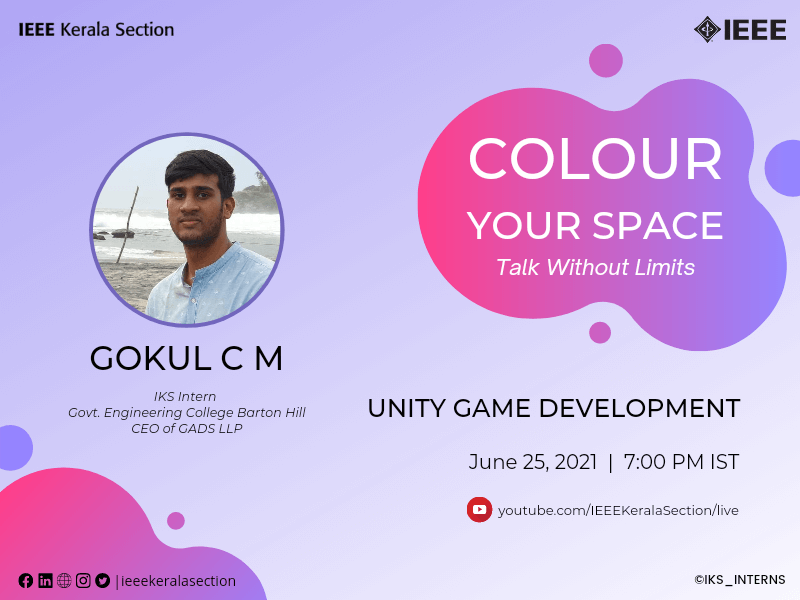 IEEE Kerala Section
IEEE
COLOUR
YOUR SPACE
Talk Without Limits
GOKUL C M
IKS Intern
Govt. Engineering College Barton Hill
CEO of GADS LLP
UNITY GAME DEVELOPMENT
June 25, 2021 | 7:00 PM IST
youtube.com/IEEEKeralaSection/live
|ieeekeralasection
©IKS_INTERNS